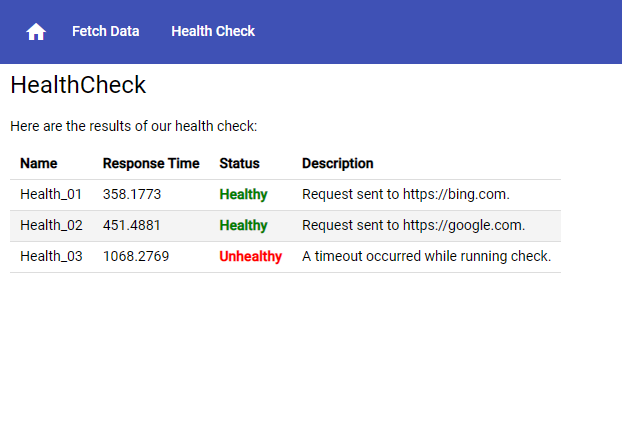 Fetch Data Health Check
HealthCheck
Here are the results of our health check:
Name Response Time Status Description
Health_01 358.1773 Healthy Request sent to https://bing.com.
Health_02 451.4881 Healthy Request sent to https://google.com.
Health_03 1068.2769 Unhealthy A timeout occurred while running check.